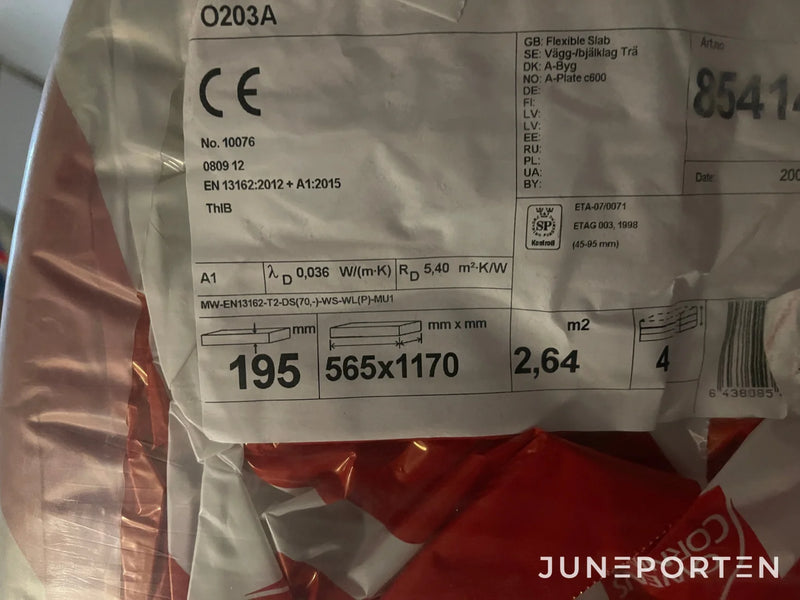 O203A
CE
No. 10076
0809 12
EN 13162:2012 + A1:2015
ThIB
GB: Flexible Slab
SE: Vägg-/bjälklag Trä
DK: A-Byg
NO: A-Plate c600
DE:
FI:
LV:
LV:
EE:
RU:
PL:
UA:
BY:
Art.no
85414
Date:
200
SP
Kontroll
ETA-07/0071
ETAG 003, 1998
(45-95 mm)
A1
λD 0,036 W/(m·K)
RD 5,40 m²·K/W
MW-EN13162-T2-DS(70,-)-WS-WL(P)-MU1
mm
195
mm x mm
565x1170
m2
2,64
4
6 438085
JUNEPORTEN